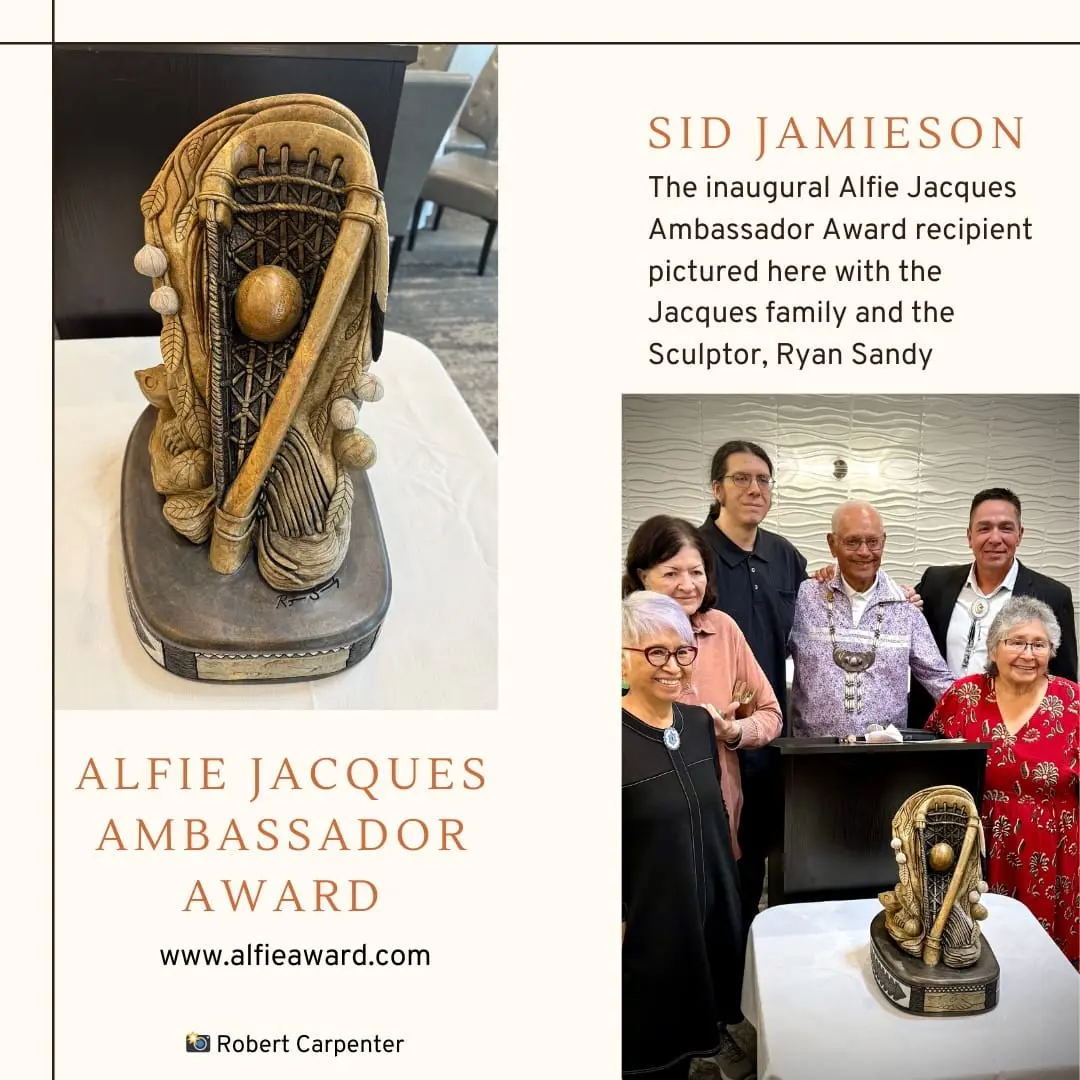 SID JAMIESON
The inaugural Alfie Jacques
Ambassador Award recipient
pictured here with the
Jacques family and the
Sculptor, Ryan Sandy
ALFIE JACQUES
AMBASSADOR
AWARD
www.alfieaward.com
📸 Robert Carpenter